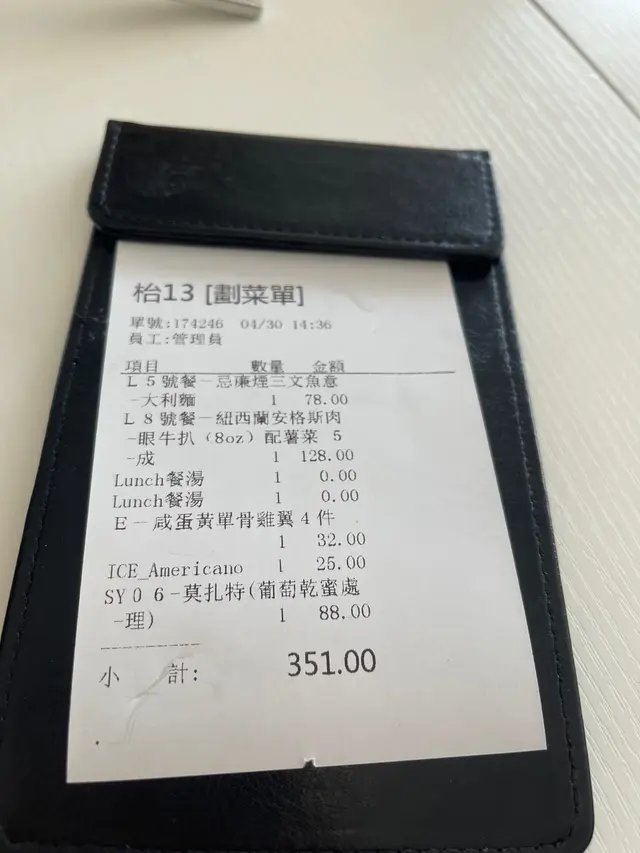 枱13 [劃菜單]
單號:174246 04/30 14:36
員工:管理員
項目 數量 金額
L 5 號餐－忌廉煙三文魚意
-大利麵 1 78.00
L 8 號餐－紐西蘭安格斯肉
-眼牛扒（8oz）配薯菜 5
-成 1 128.00
Lunch餐湯 1 0.00
Lunch餐湯 1 0.00
E－咸蛋黃單骨雞翼 4 件
1 32.00
ICE_Americano 1 25.00
SY 0 6-莫扎特(葡萄乾蜜處
-理) 1 88.00
小 計: 351.00